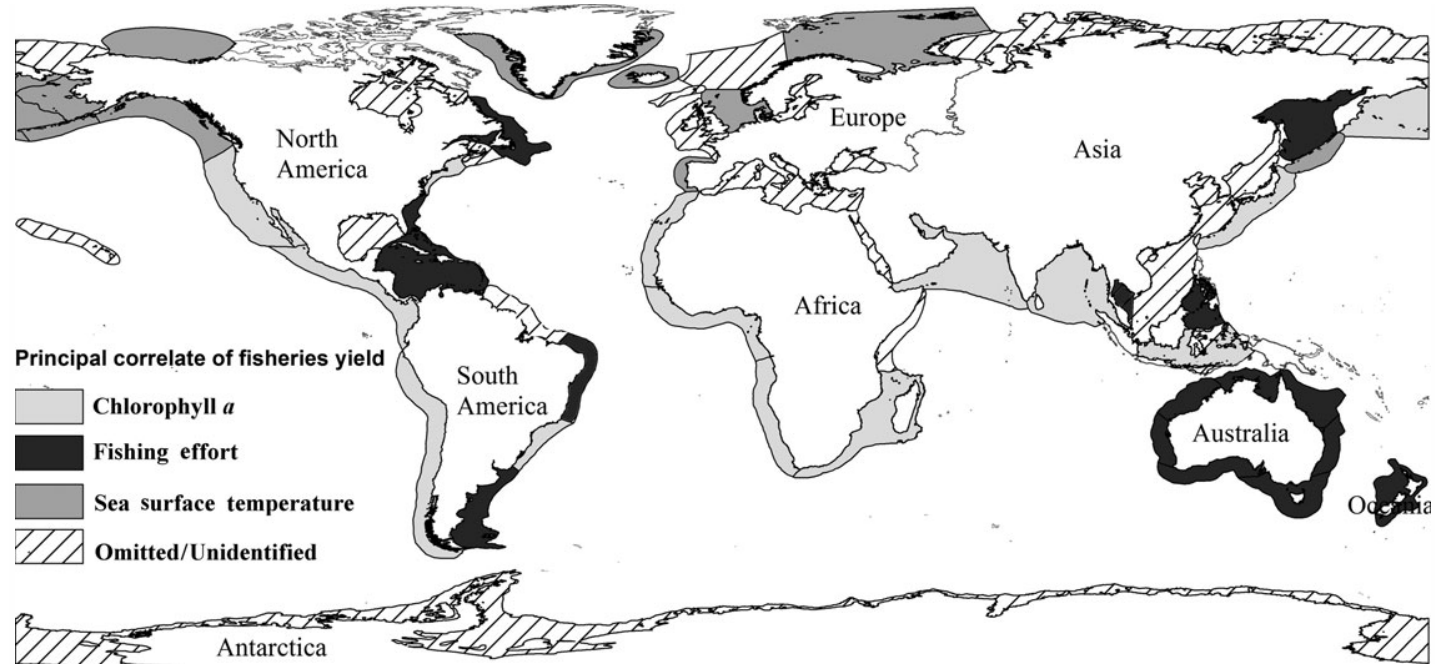 North
America
Europe
Asia
Africa
Principal correlate of fisheries yield
South
America
Chlorophyll a
Fishing effort
Australia
Sea surface temperature
Oceania
Omitted/Unidentified
Antarctica